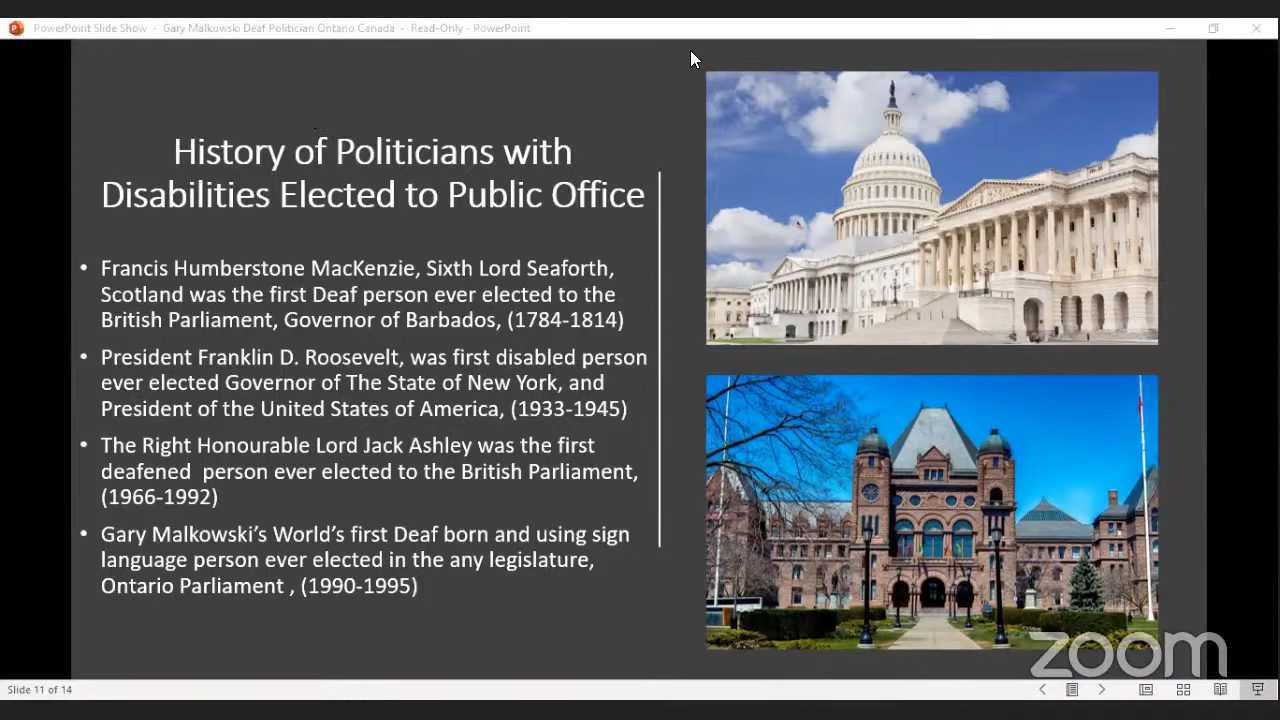 PowerPoint Slide Show - Gary Malkowski Deaf Politician Ontario Canada - Read-Only - PowerPoint
History of Politicians with
Disabilities Elected to Public Office
• Francis Humberstone MacKenzie, Sixth Lord Seaforth,
Scotland was the first Deaf person ever elected to the
British Parliament, Governor of Barbados, (1784-1814)
• President Franklin D. Roosevelt, was first disabled person
ever elected Governor of The State of New York, and
President of the United States of America, (1933-1945)
• The Right Honourable Lord Jack Ashley was the first
deafened  person ever elected to the British Parliament,
(1966-1992)
• Gary Malkowski’s World’s first Deaf born and using sign
language person ever elected in the any legislature,
Ontario Parliament , (1990-1995)
zoom
Slide 11 of 14